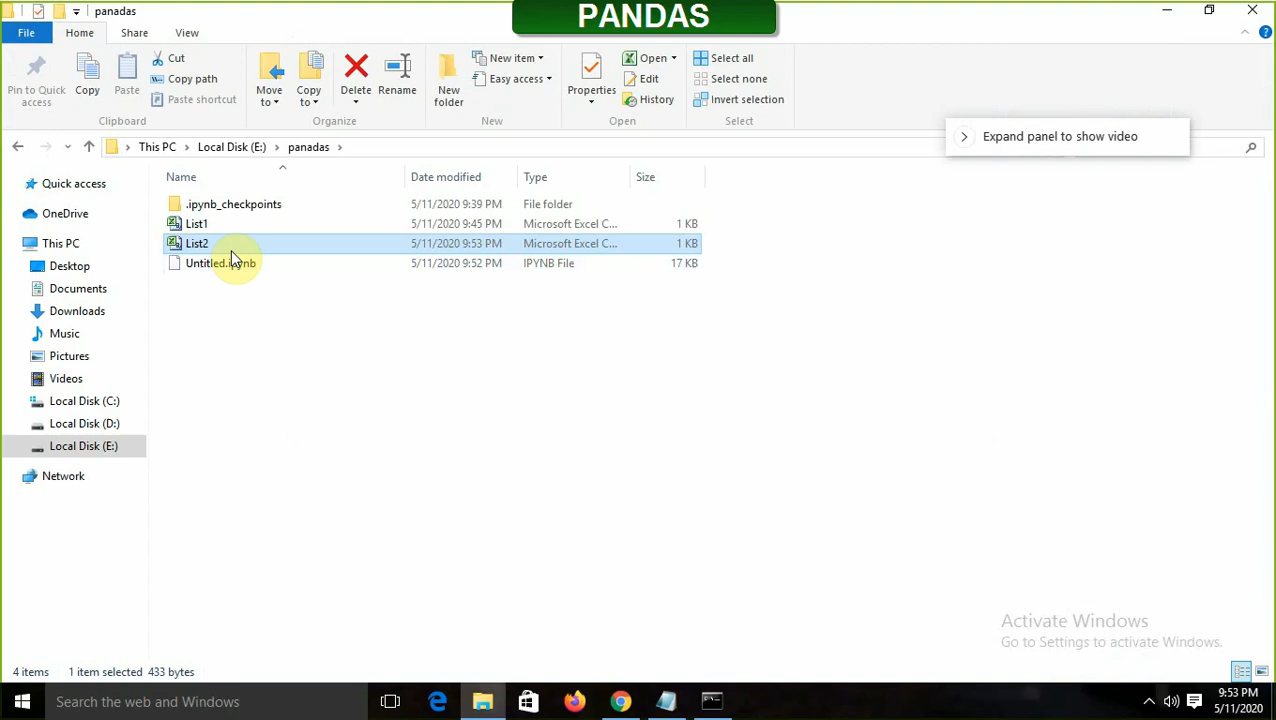 panadas
PANDAS
File
Home
Share
View
Pin to Quick access
Copy
Paste
Cut
Copy path
Paste shortcut
Clipboard
Move to
Copy to
Delete
Rename
Organize
New folder
New item
Easy access
New
Properties
Open
Edit
History
Open
Select all
Select none
Invert selection
Select
Expand panel to show video
This PC
Local Disk (E:)
panadas
Quick access
OneDrive
This PC
Desktop
Documents
Downloads
Music
Pictures
Videos
Local Disk (C:)
Local Disk (D:)
Local Disk (E:)
Network
Name Date modified Type Size
.ipynb_checkpoints 5/11/2020 9:39 PM File folder
List1 5/11/2020 9:45 PM Microsoft Excel C... 1 KB
List2 5/11/2020 9:53 PM Microsoft Excel C... 1 KB
Untitled.ipynb 5/11/2020 9:52 PM IPYNB File 17 KB
Activate Windows
Go to Settings to activate Windows.
4 items 1 item selected 433 bytes
Search the web and Windows
9:53 PM
5/11/2020